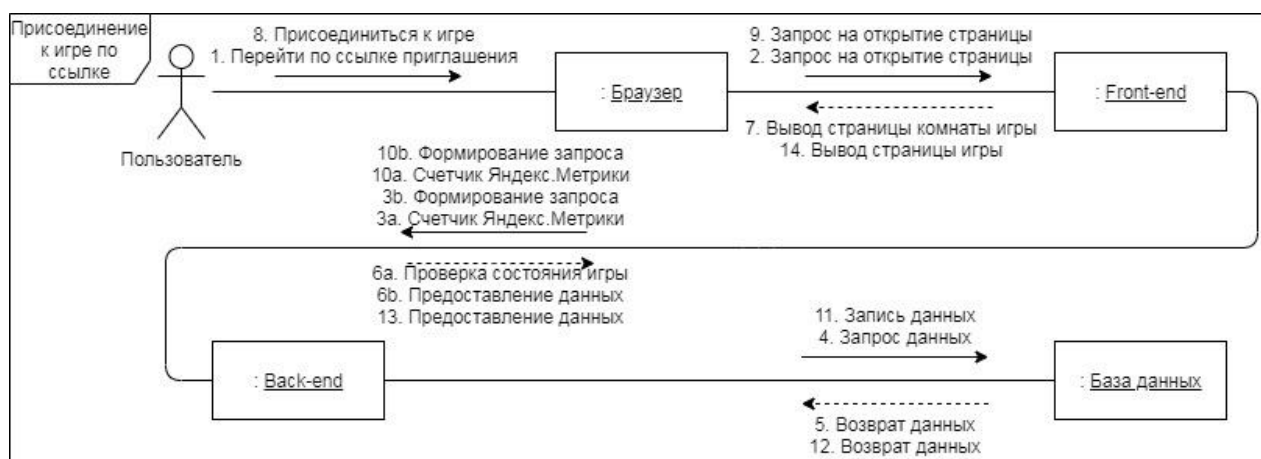 Присоединение
к игре по
ссылке
8. Присоединиться к игре
1. Перейти по ссылке приглашения
9. Запрос на открытие страницы
2. Запрос на открытие страницы
: Браузер
: Front-end
7. Вывод страницы комнаты игры
14. Вывод страницы игры
Пользователь
10b. Формирование запроса
10a. Счетчик Яндекс.Метрики
3b. Формирование запроса
3a. Счетчик Яндекс.Метрики
6a. Проверка состояния игры
6b. Предоставление данных
13. Предоставление данных
11. Запись данных
4. Запрос данных
: Back-end
: База данных
5. Возврат данных
12. Возврат данных